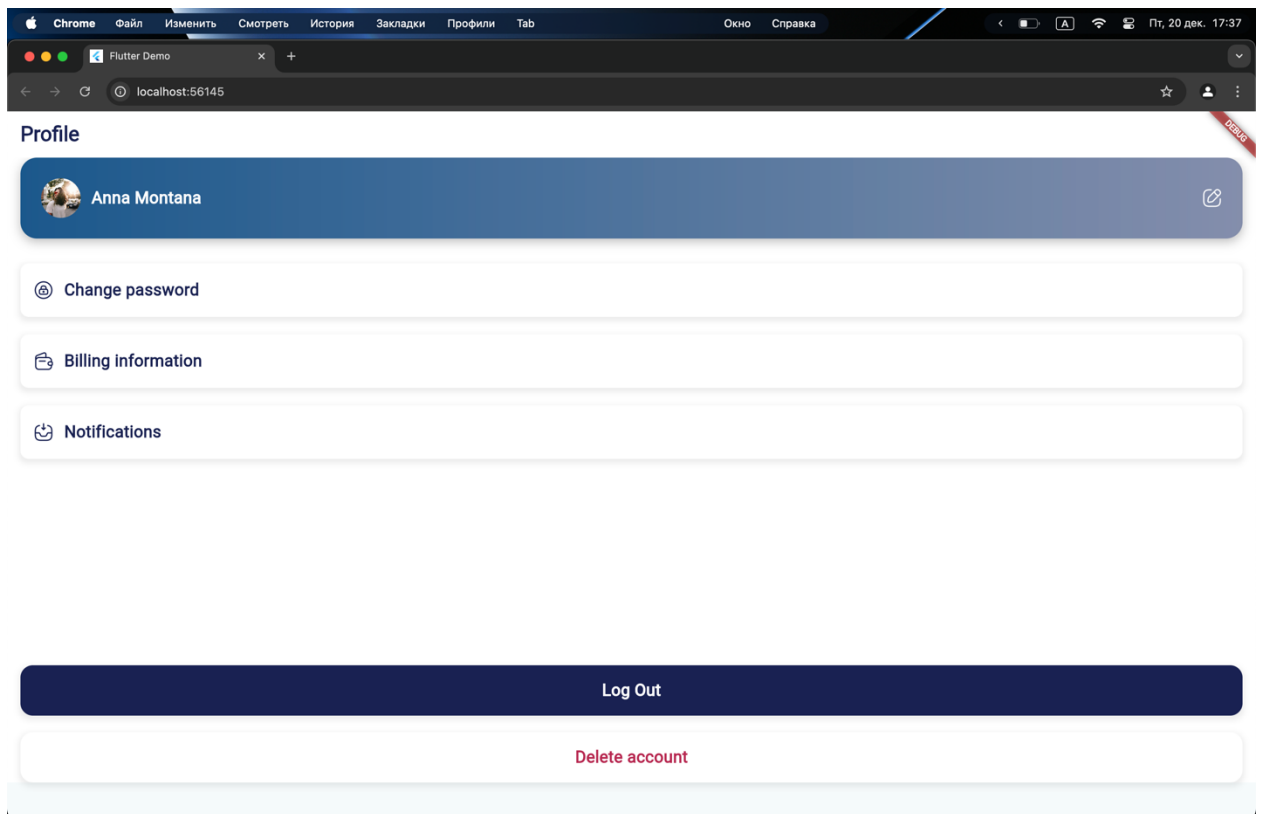 Chrome Файл Изменить Смотреть История Закладки Профили Tab Окно Справка A Пт, 20 дек. 17:37
Flutter Demo
localhost:56145
Profile
DEBUG
Anna Montana
Change password
Billing information
Notifications
Log Out
Delete account